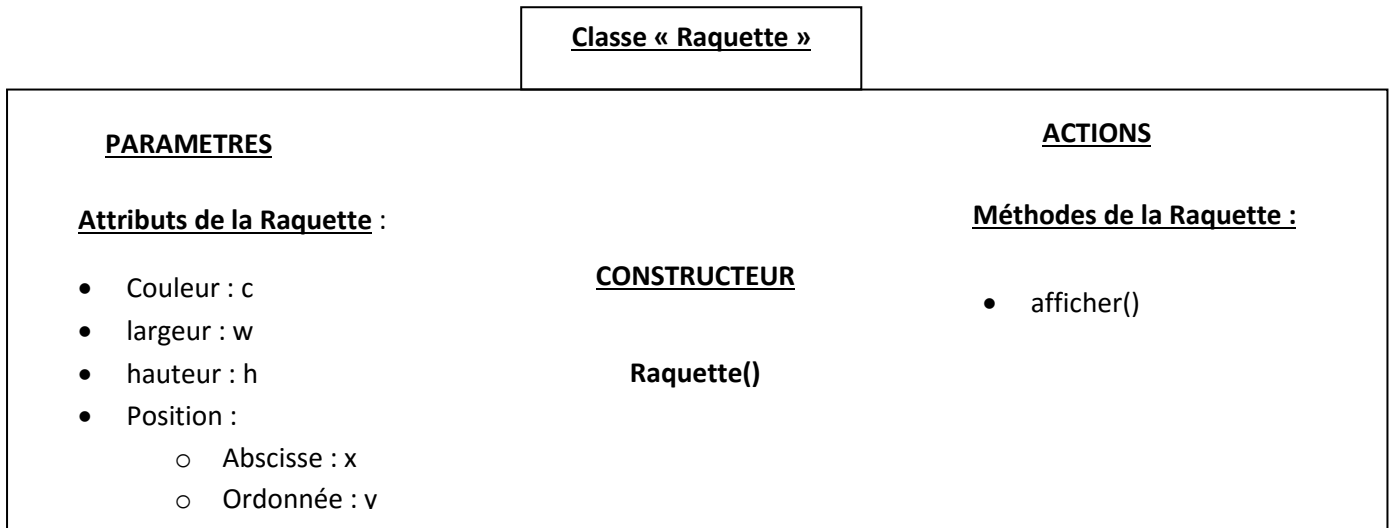 Classe « Raquette »
PARAMETRES
Attributs de la Raquette :
• Couleur : c
• largeur : w
• hauteur : h
• Position :
o Abscisse : x
o Ordonnée : y
CONSTRUCTEUR
Raquette()
ACTIONS
Méthodes de la Raquette :
• afficher()